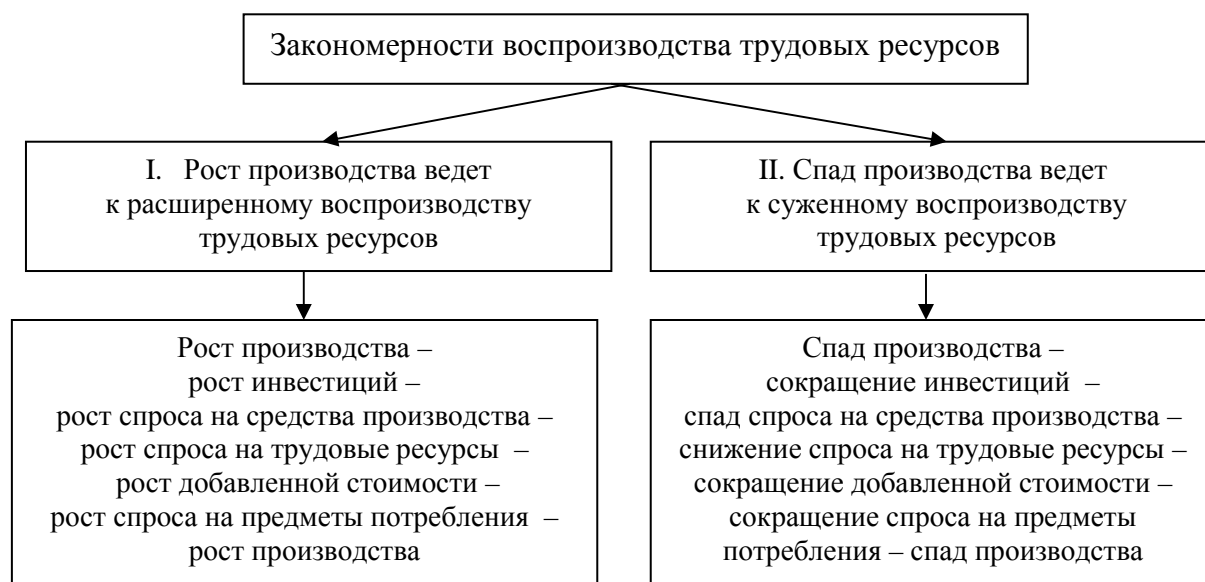 Закономерности воспроизводства трудовых ресурсов
I. Рост производства ведет
к расширенному воспроизводству
трудовых ресурсов
II. Спад производства ведет
к суженному воспроизводству
трудовых ресурсов
Рост производства –
рост инвестиций –
рост спроса на средства производства –
рост спроса на трудовые ресурсы –
рост добавленной стоимости –
рост спроса на предметы потребления –
рост производства
Спад производства –
сокращение инвестиций –
спад спроса на средства производства –
снижение спроса на трудовые ресурсы –
сокращение добавленной стоимости –
сокращение спроса на предметы
потребления – спад производства